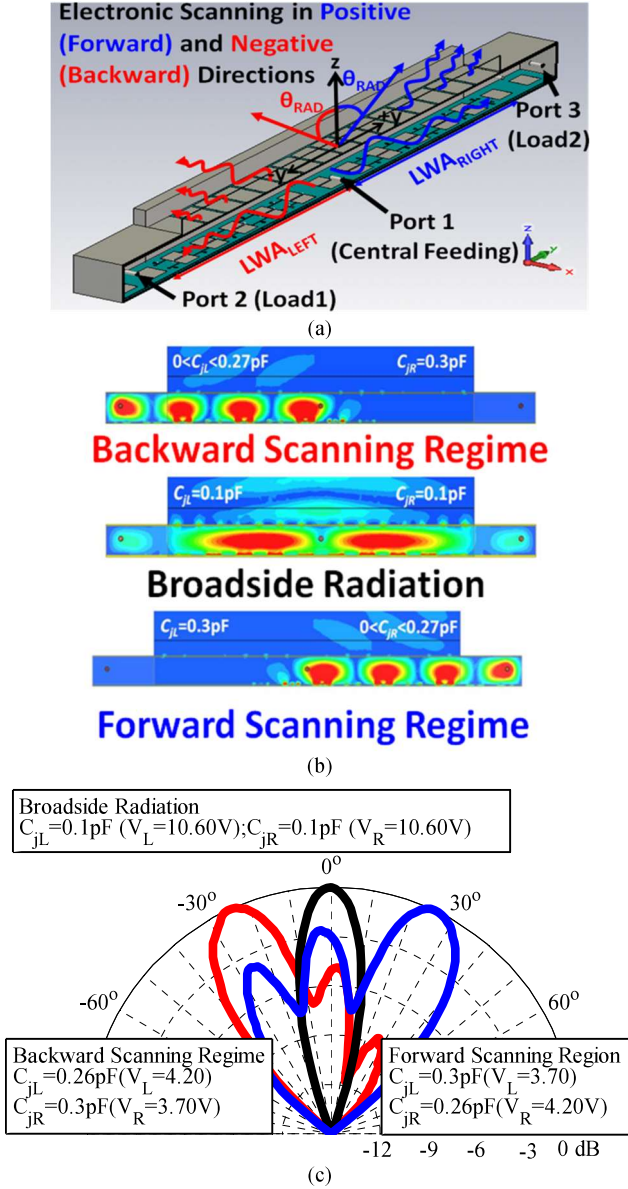 Electronic Scanning in Positive
(Forward) and Negative
(Backward) Directions
z
θRAD
θRAD
+y
-y
Port 3
(Load2)
LWARIGHT
Port 1
(Central Feeding)
LWALEFT
Port 2 (Load1)
z
y
x
(a)
0<CjL<0.27pF CjR=0.3pF
Backward Scanning Regime
CjL=0.1pF CjR=0.1pF
Broadside Radiation
CjL=0.3pF 0<CjR<0.27pF
Forward Scanning Regime
(b)
Broadside Radiation
CjL=0.1pF (VL=10.60V);CjR=0.1pF (VR=10.60V)
0o
-30o 30o
-60o 60o
Backward Scanning Regime
CjL=0.26pF(VL=4.20)
CjR=0.3pF(VR=3.70V)
Forward Scanning Region
CjL=0.3pF(VL=3.70)
CjR=0.26pF(VR=4.20V)
-12 -9 -6 -3 0 dB
(c)